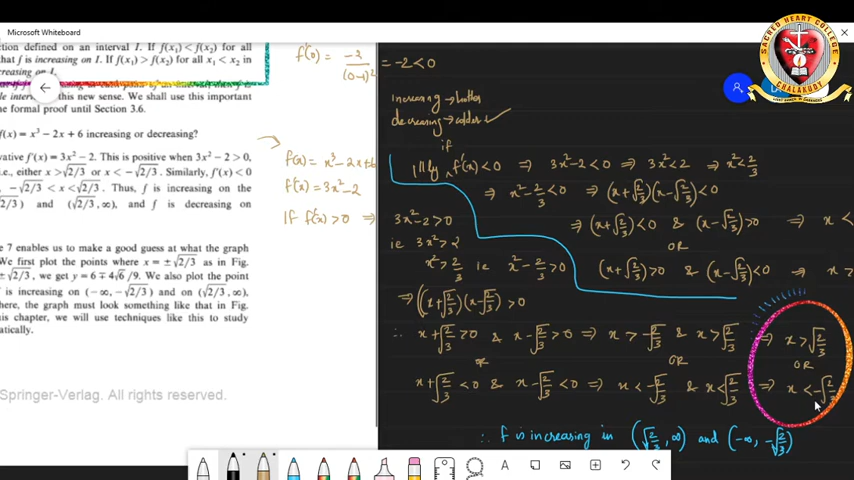 Microsoft Whiteboard
SACRED HEART COLLEGE
CHALAKUDY
ction defined on an interval I. If f(x₁) < f(x₂) for all
that f is increasing on I. If f(x₁) > f(x₂) for all x₁ < x₂ in
creasing on I.
this new sense. We shall use this important
e formal proof until Section 3.6.
f(x) = x³ − 2x + 6 increasing or decreasing?
vative f'(x) = 3x² − 2. This is positive when 3x² − 2 > 0,
i.e., either x > √2/3 or x < −√2/3. Similarly, f'(x) < 0
− √2/3 < x < √2/3. Thus, f is increasing on the
√2/3) and (√2/3, ∞), and f is decreasing on
e 7 enables us to make a good guess at what the graph
We first plot the points where x = ±√2/3 as in Fig.
± √2/3, we get y = 6 ∓ 4√6/9. We also plot the point
f is increasing on (−∞, −√2/3) and on (√2/3, ∞),
here, the graph must look something like that in Fig.
his chapter, we will use techniques like this to study
atically.
Springer-Verlag. All rights reserved.
f'(0) = -2/(0-1)² = -2 < 0
increasing → hotter
decreasing → colder ✓
f(x) = x³-2x+6
f'(x) = 3x²-2
If f'(x) > 0 ⇒ 3x²-2 > 0
ie 3x² > 2
x² > 2/3 ie x²-2/3 > 0
⇒ (x+√2/3)(x-√2/3) > 0
if
lllly f'(x) < 0 ⇒ 3x²-2 < 0 ⇒ 3x² < 2 ⇒ x² < 2/3
⇒ x²-2/3 < 0 ⇒ (x+√2/3)(x-√2/3) < 0
⇒ (x+√2/3) < 0 & (x-√2/3) > 0 ⇒ x <
OR
(x+√2/3) > 0 & (x-√2/3) < 0 ⇒ x >
∴ x+√2/3 > 0 & x-√2/3 > 0 ⇒ x > -√2/3 & x > √2/3 ⇒ x > √2/3
or OR OR
x+√2/3 < 0 & x-√2/3 < 0 ⇒ x < -√2/3 & x < √2/3 ⇒ x < -√2/3
∴ f is increasing in (√2/3, ∞) and (-∞, -√2/3)